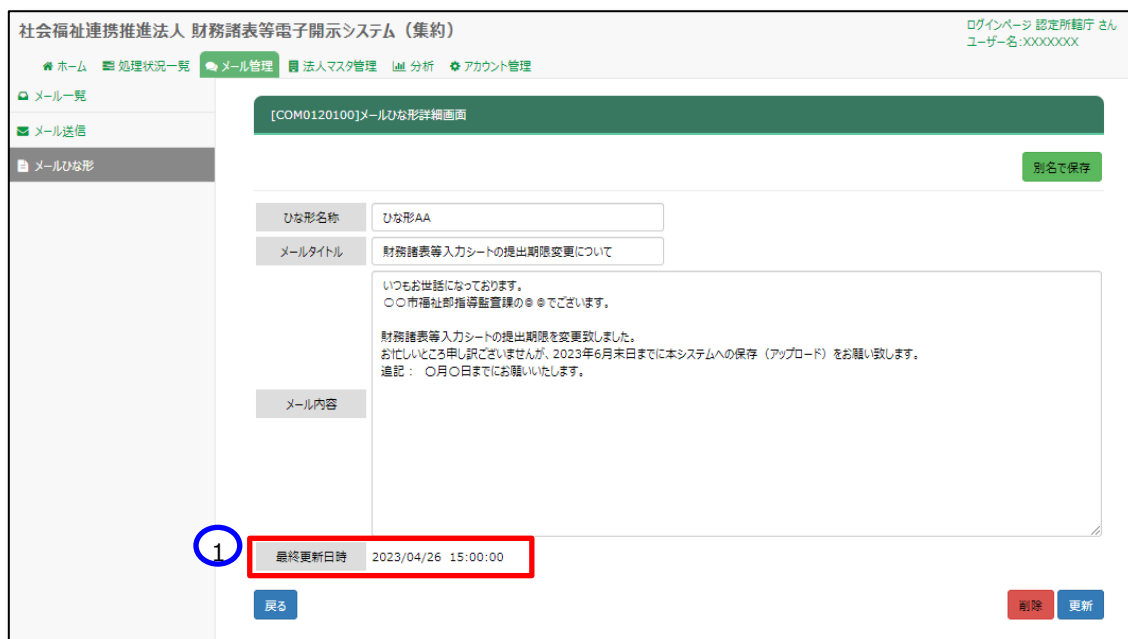 社会福祉連携推進法人 財務諸表等電子開示システム（集約）
ログインページ 認定所轄庁 さん
ユーザー名:XXXXXXX
ホーム 処理状況一覧 メール管理 法人マスタ管理 分析 アカウント管理
メール一覧
メール送信
メールひな形
[COM0120100]メールひな形詳細画面
別名で保存
ひな形名称 ひな形AA
メールタイトル 財務諸表等入力シートの提出期限変更について
メール内容
いつもお世話になっております。
〇〇市福祉部指導監査課の◎◎でございます。
財務諸表等入力シートの提出期限を変更致しました。
お忙しいところ申し訳ございませんが、2023年6月末日までに本システムへの保存（アップロード）をお願い致します。
追記： 〇月〇日までにお願いいたします。
1
最終更新日時 2023/04/26 15:00:00
戻る 削除 更新